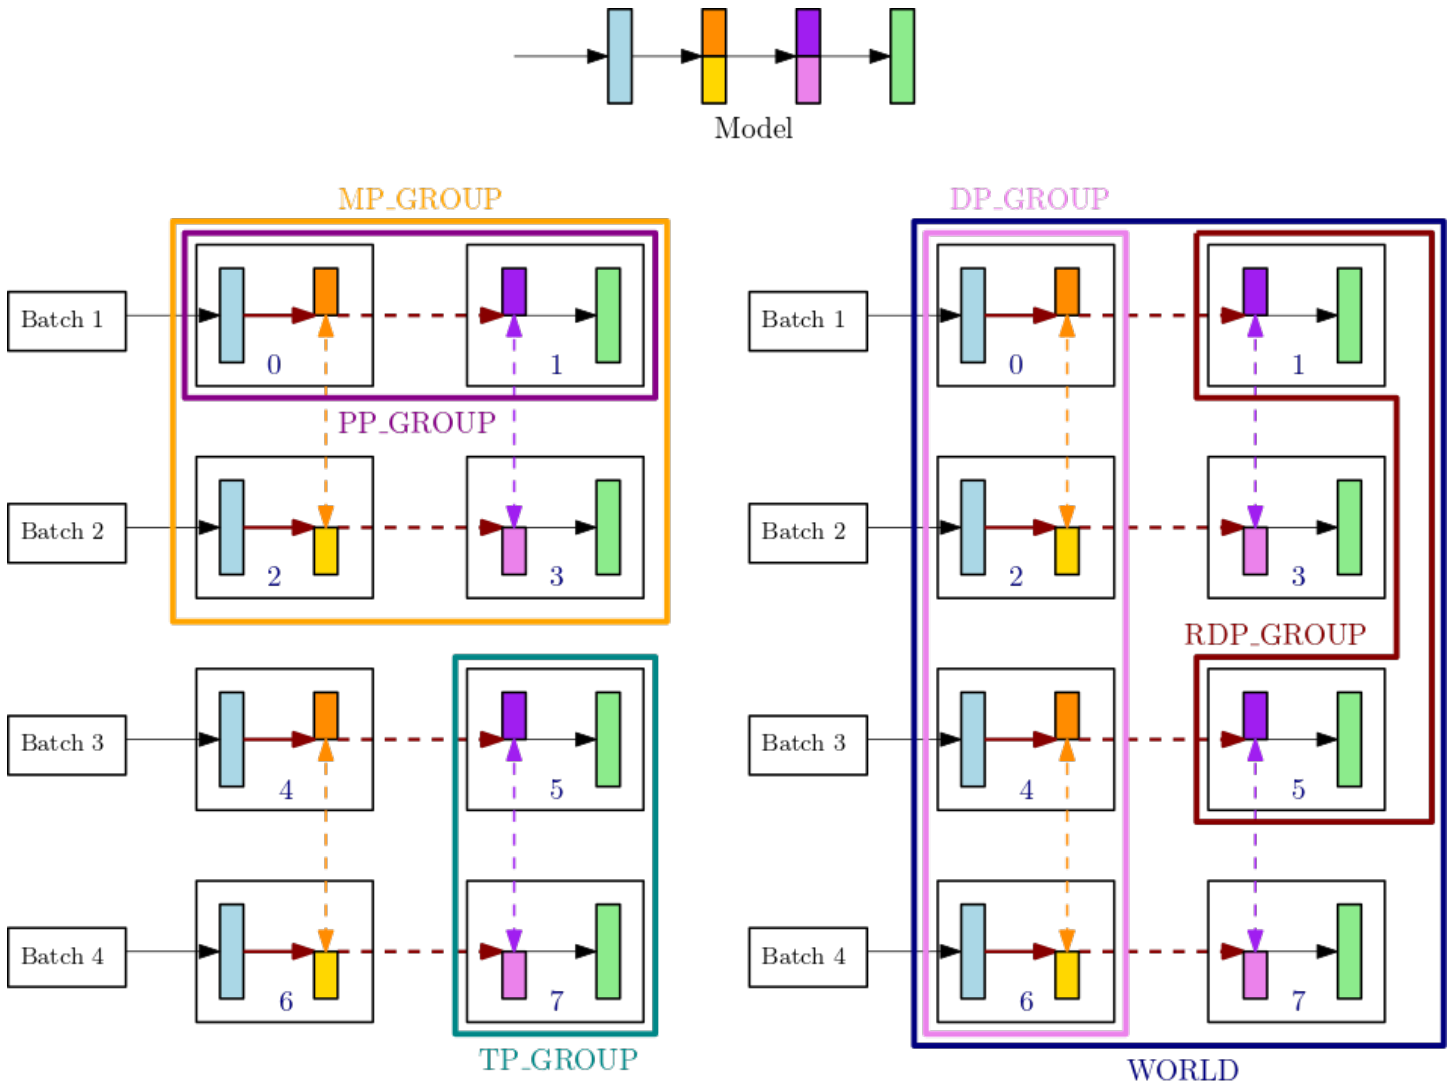 Model
MP_GROUP
DP_GROUP
Batch 1
0
1
Batch 1
0
1
PP_GROUP
Batch 2
2
3
Batch 2
2
3
RDP_GROUP
Batch 3
4
5
Batch 3
4
5
Batch 4
6
7
Batch 4
6
7
TP_GROUP
WORLD